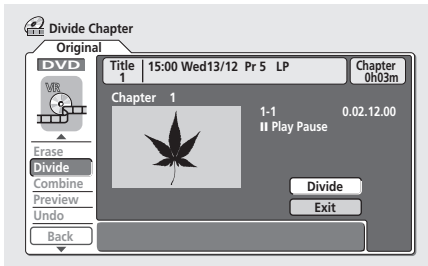 Divide Chapter
Original
DVD
VR
Title 1
15:00 Wed13/12 Pr 5 LP
Chapter 0h03m
Chapter 1
1-1 0.02.12.00
Play Pause
Erase
Divide
Combine
Preview
Undo
Back
Divide
Exit